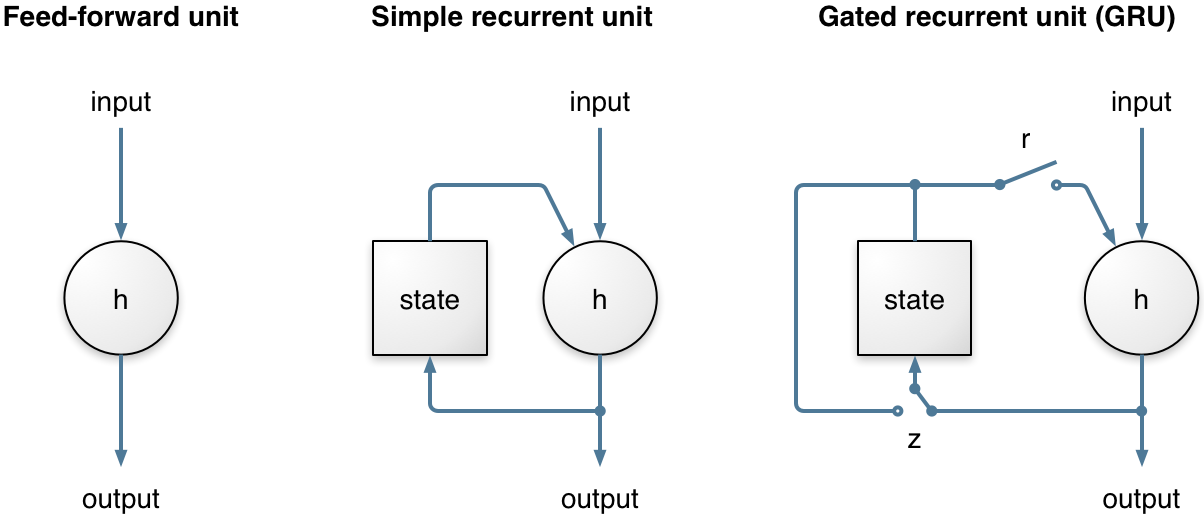 Feed-forward unit
input
h
output
Simple recurrent unit
input
state
h
output
Gated recurrent unit (GRU)
input
r
state
h
z
output